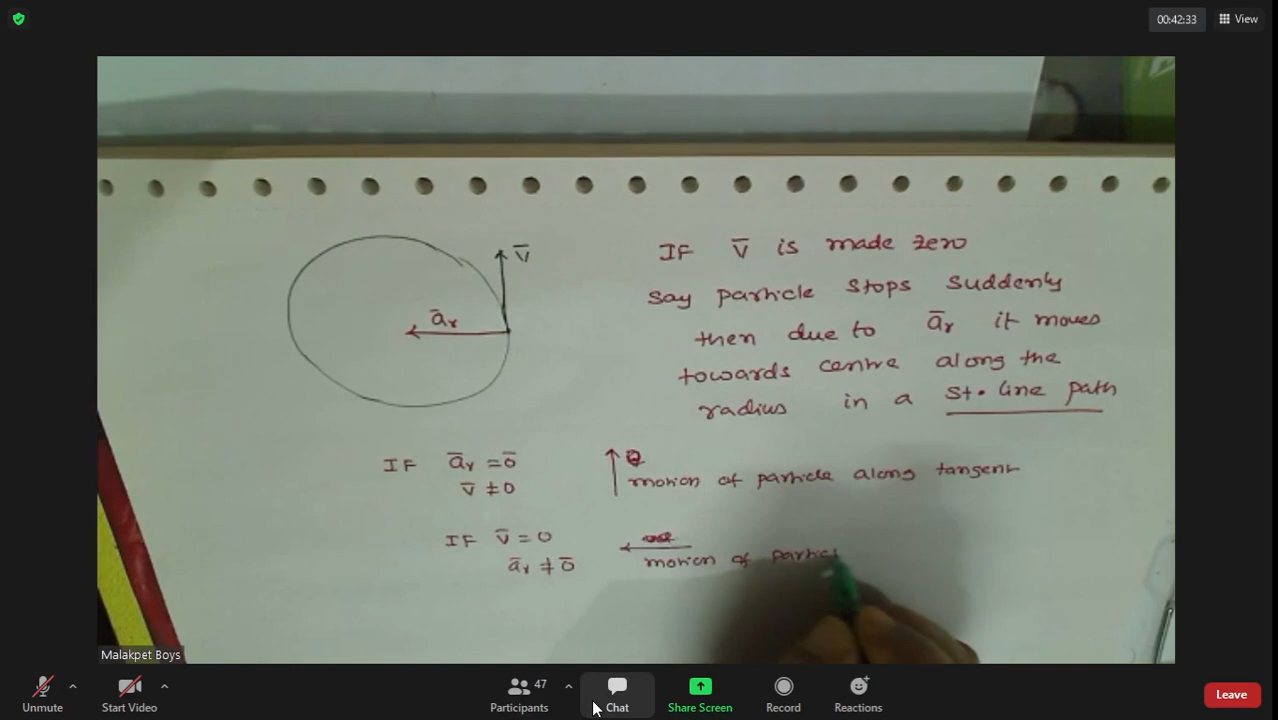 00:42:33
View
V̄
āᵣ
IF V̄ is made zero
say particle stops suddenly
then due to āᵣ it moves
towards centre along the
radius in a st. line path
IF āᵣ = 0̄
V̄ ≠ 0
motion of particle along tangent
IF V̄ = 0
āᵣ ≠ 0̄
motion of particl
Malakpet Boys
Unmute
Start Video
Participants
47
Chat
Share Screen
Record
Reactions
Leave